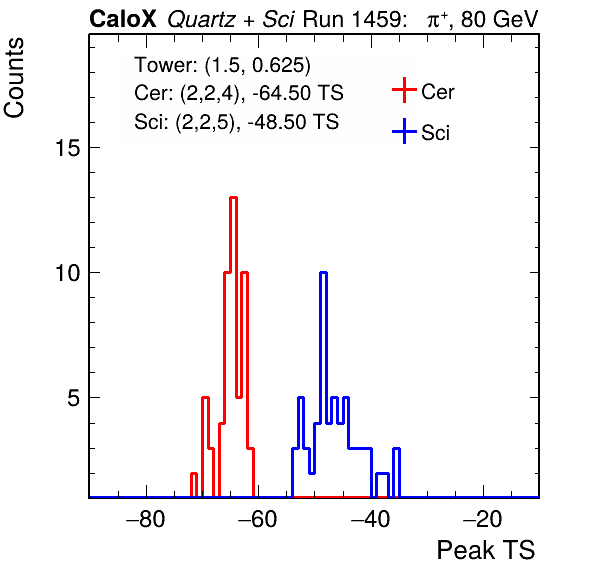 CaloX Quartz + Sci Run 1459: π+, 80 GeV
Counts
Tower: (1.5, 0.625)
Cer: (2,2,4), -64.50 TS
Sci: (2,2,5), -48.50 TS
Cer
Sci
15
10
5
−80 −60 −40 −20
Peak TS